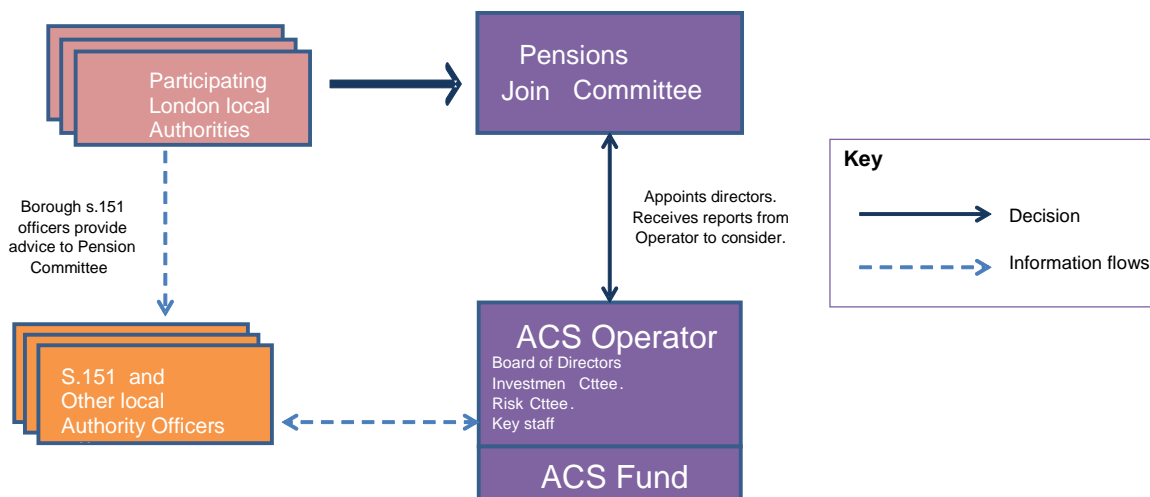 Participating
London local
Authorities
Pensions
Join Committee
Key
Decision
Information flows
Borough s.151
officers provide
advice to Pension
Committee
Appoints directors.
Receives reports from
Operator to consider.
S.151 and
Other local
Authority Officers
ACS Operator
Board of Directors
Investmen Cttee.
Risk Cttee.
Key staff
ACS Fund